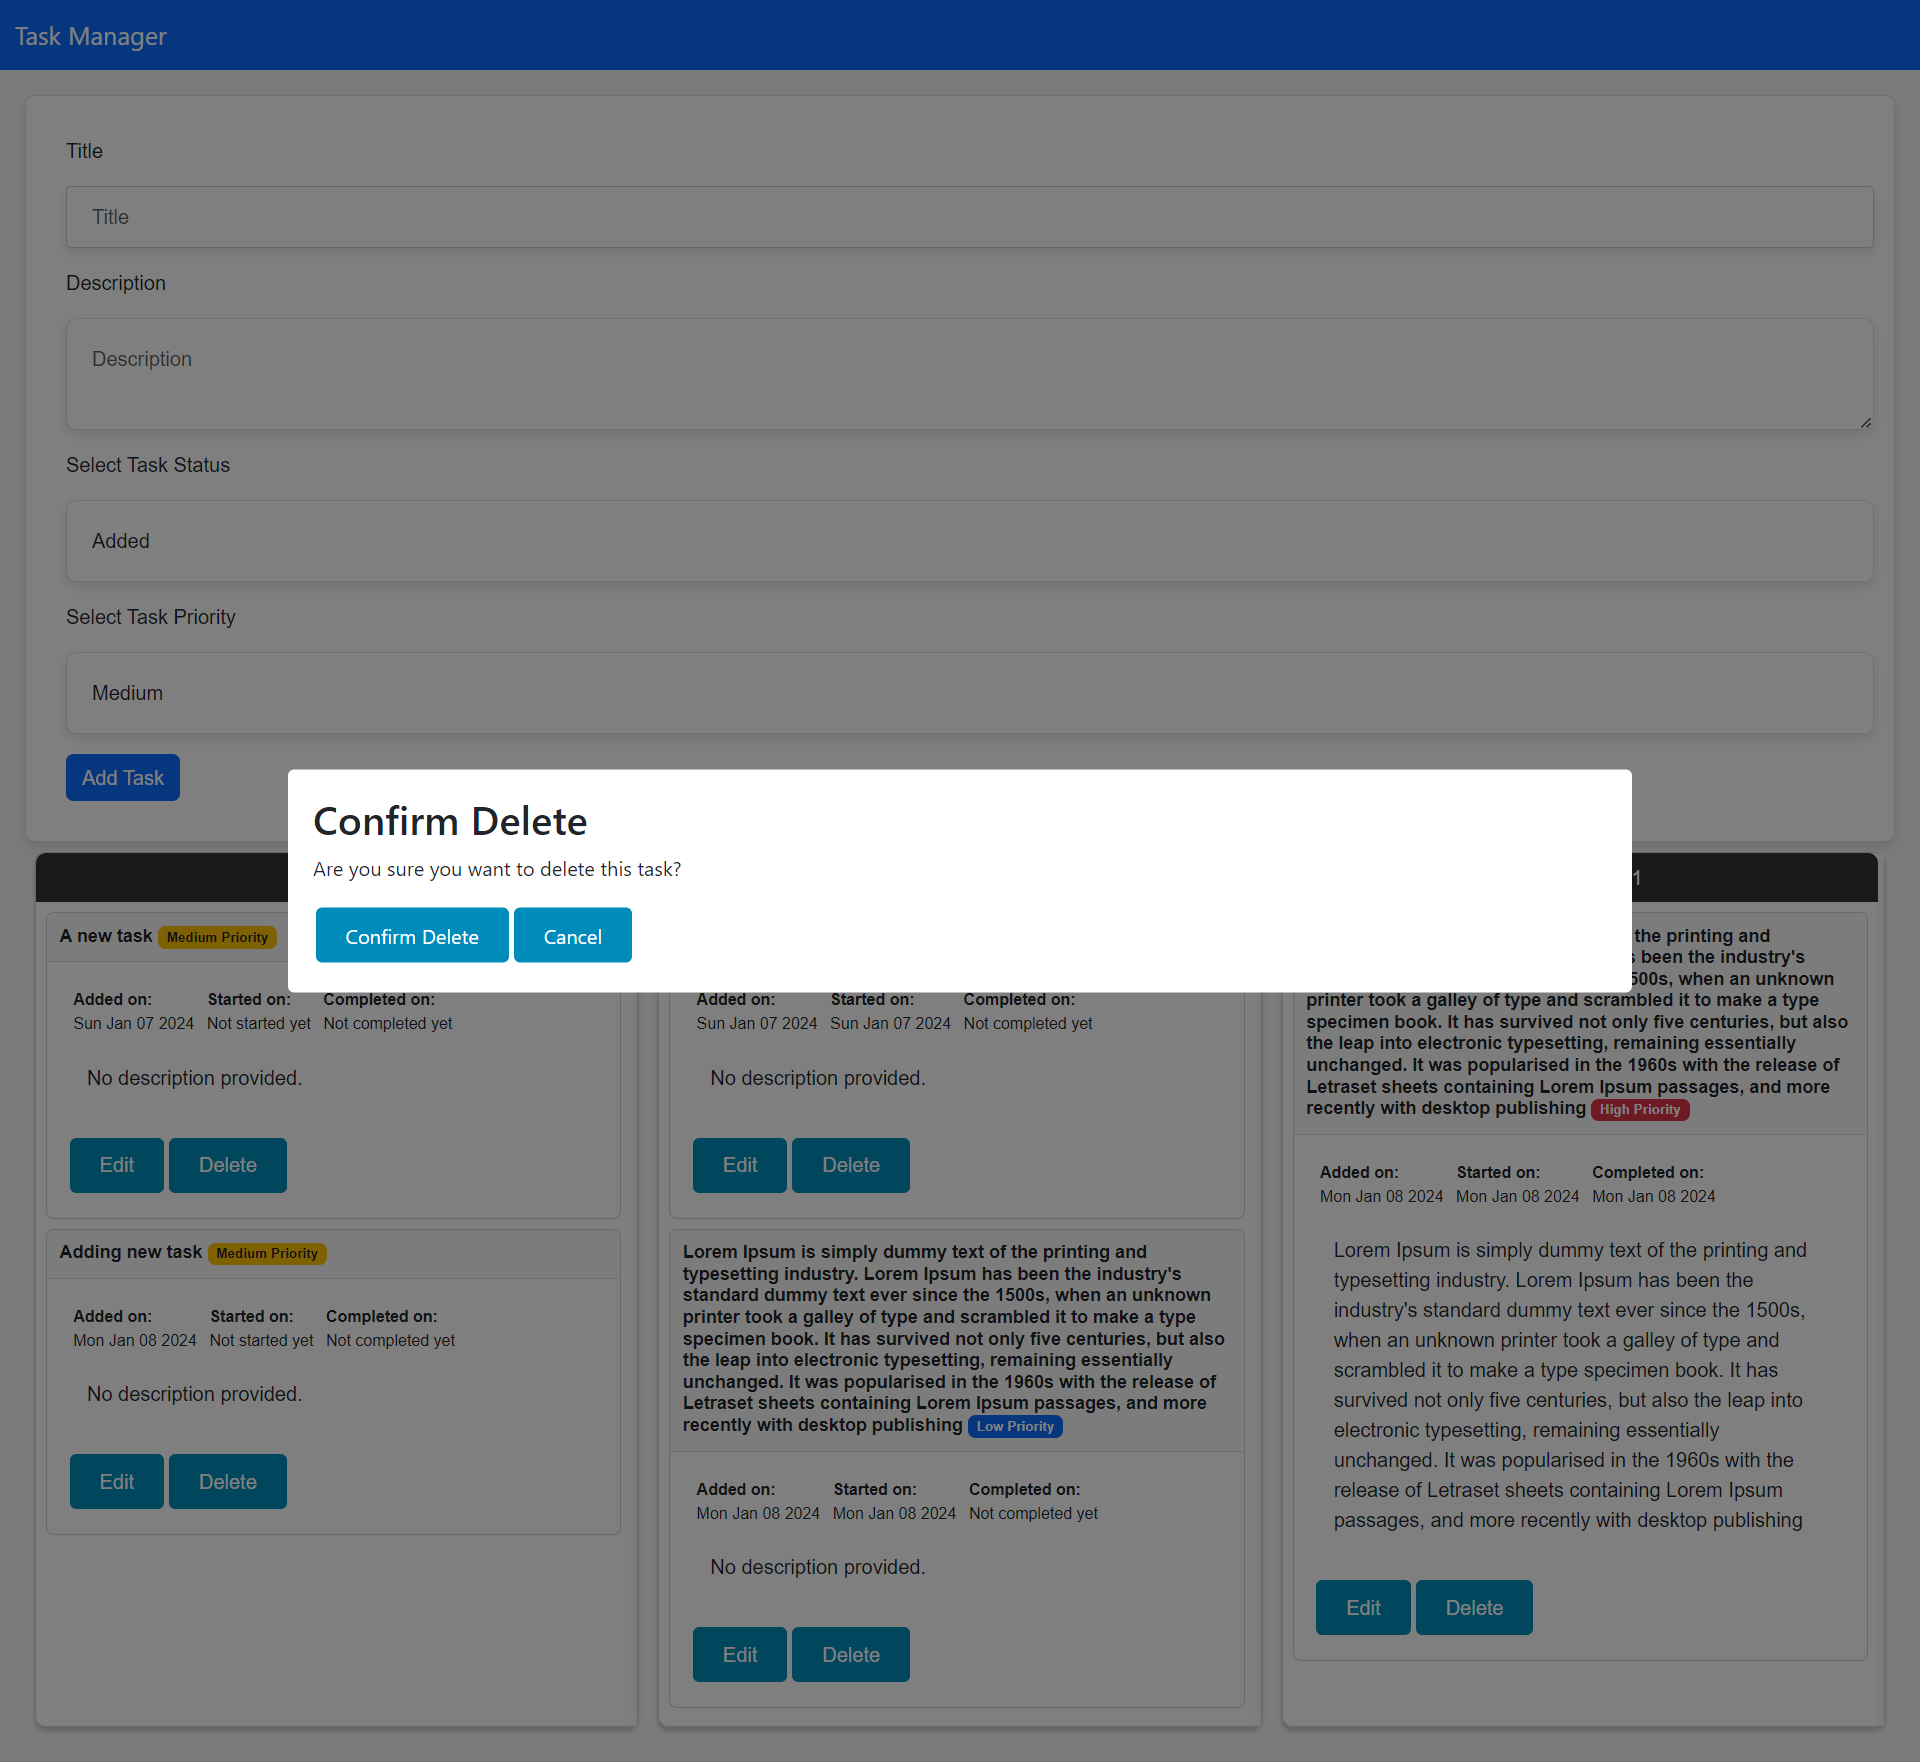 Task Manager
Title
Title
Description
Description
Select Task Status
Added
Select Task Priority
Medium
Add Task
Confirm Delete
Are you sure you want to delete this task?
Confirm Delete Cancel
A new task Medium Priority
Added on: Started on: Completed on:
Sun Jan 07 2024 Not started yet Not completed yet
No description provided.
Edit Delete
Adding new task Medium Priority
Added on: Started on: Completed on:
Mon Jan 08 2024 Not started yet Not completed yet
No description provided.
Edit Delete
Added on: Started on: Completed on:
Sun Jan 07 2024 Sun Jan 07 2024 Not completed yet
No description provided.
Edit Delete
Lorem Ipsum is simply dummy text of the printing and
typesetting industry. Lorem Ipsum has been the industry's
standard dummy text ever since the 1500s, when an unknown
printer took a galley of type and scrambled it to make a type
specimen book. It has survived not only five centuries, but also
the leap into electronic typesetting, remaining essentially
unchanged. It was popularised in the 1960s with the release of
Letraset sheets containing Lorem Ipsum passages, and more
recently with desktop publishing Low Priority
Added on: Started on: Completed on:
Mon Jan 08 2024 Mon Jan 08 2024 Not completed yet
No description provided.
Edit Delete
1
the printing and
been the industry's
when an unknown
printer took a galley of type and scrambled it to make a type
specimen book. It has survived not only five centuries, but also
the leap into electronic typesetting, remaining essentially
unchanged. It was popularised in the 1960s with the release of
Letraset sheets containing Lorem Ipsum passages, and more
recently with desktop publishing High Priority
Added on: Started on: Completed on:
Mon Jan 08 2024 Mon Jan 08 2024 Mon Jan 08 2024
Lorem Ipsum is simply dummy text of the printing and
typesetting industry. Lorem Ipsum has been the
industry's standard dummy text ever since the 1500s,
when an unknown printer took a galley of type and
scrambled it to make a type specimen book. It has
survived not only five centuries, but also the leap into
electronic typesetting, remaining essentially
unchanged. It was popularised in the 1960s with the
release of Letraset sheets containing Lorem Ipsum
passages, and more recently with desktop publishing
Edit Delete